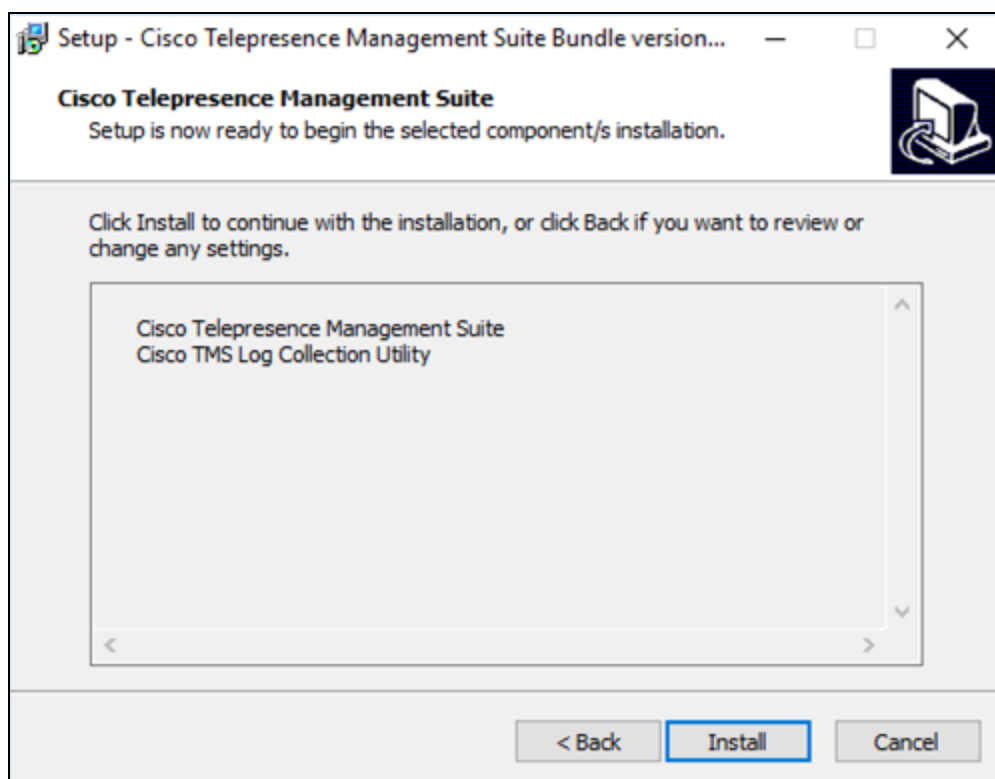 Setup - Cisco Telepresence Management Suite Bundle version...
Cisco Telepresence Management Suite
Setup is now ready to begin the selected component/s installation.
Click Install to continue with the installation, or click Back if you want to review or
change any settings.
Cisco Telepresence Management Suite
Cisco TMS Log Collection Utility
< Back Install Cancel